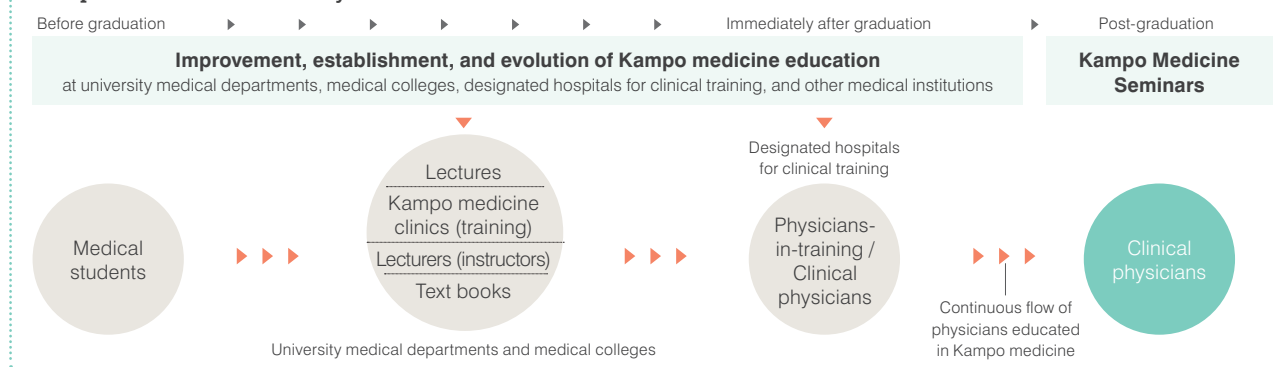 Before graduation
Immediately after graduation
Post-graduation
Improvement, establishment, and evolution of Kampo medicine education
at university medical departments, medical colleges, designated hospitals for clinical training, and other medical institutions
Kampo Medicine
Seminars
Medical
students
Lectures
Kampo medicine
clinics (training)
Lecturers (instructors)
Text books
University medical departments and medical colleges
Designated hospitals
for clinical training
Physicians-
in-training /
Clinical
physicians
Continuous flow of
physicians educated
in Kampo medicine
Clinical
physicians